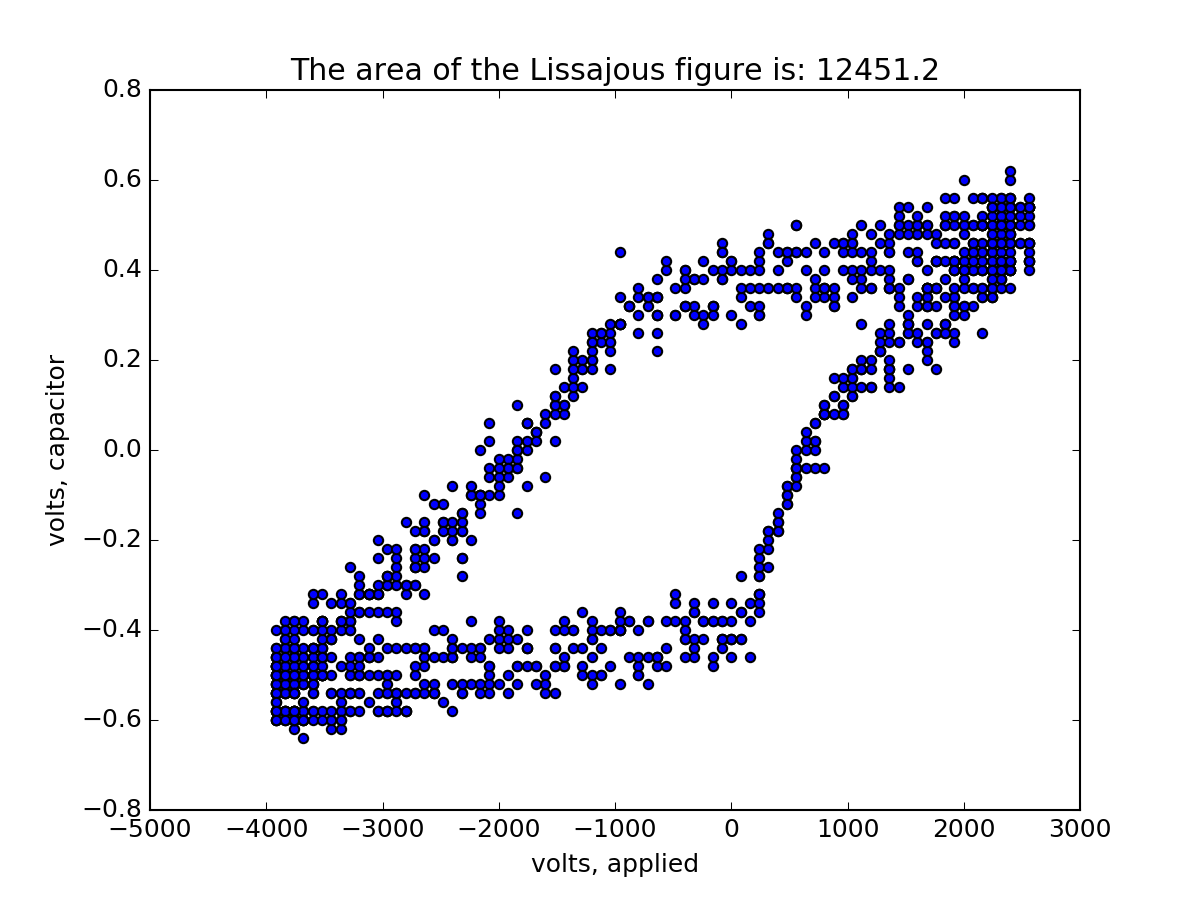 The area of the Lissajous figure is: 12451.2
0.8
0.6
0.4
0.2
0.0
−0.2
−0.4
−0.6
−0.8
volts, capacitor
−5000 −4000 −3000 −2000 −1000 0 1000 2000 3000
volts, applied